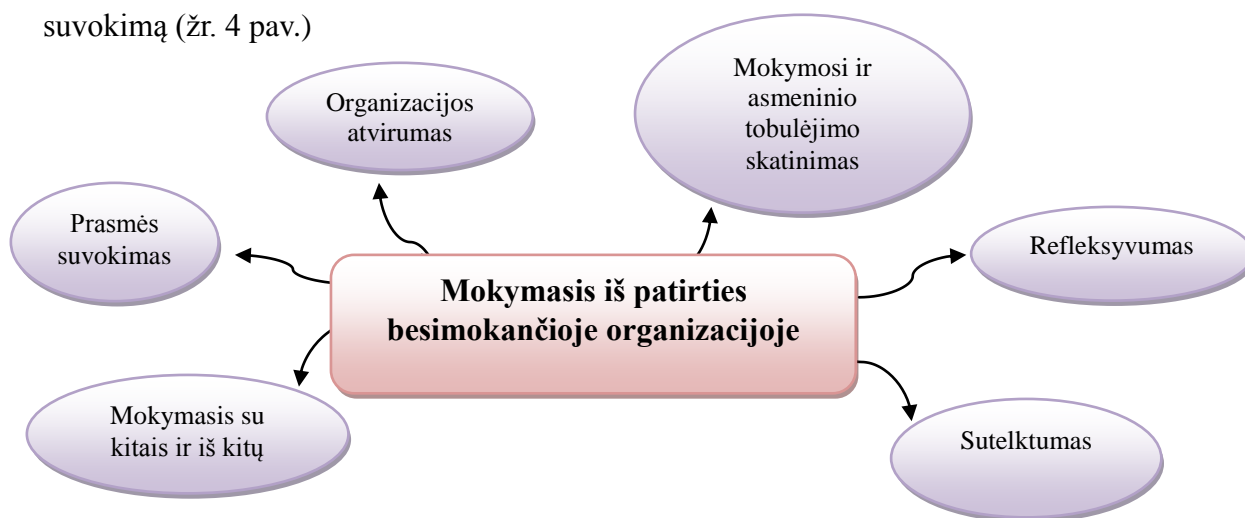 suvokimą (žr. 4 pav.)
Organizacijos
atvirumas
Mokymosi ir
asmeninio
tobulėjimo
skatinimas
Prasmės
suvokimas
Refleksyvumas
Mokymasis iš patirties
besimokančioje organizacijoje
Mokymasis su
kitais ir iš kitų
Sutelktumas